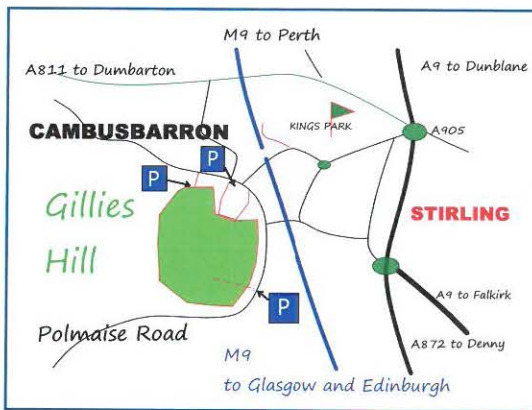 M9 to Perth
A811 to Dumbarton
A9 to Dunblane
KINGS PARK
A905
CAMBUSBARRON
P
P
Gillies
Hill
STIRLING
P
A9 to Falkirk
Polmaise Road
A872 to Denny
M9
to Glasgow and Edinburgh